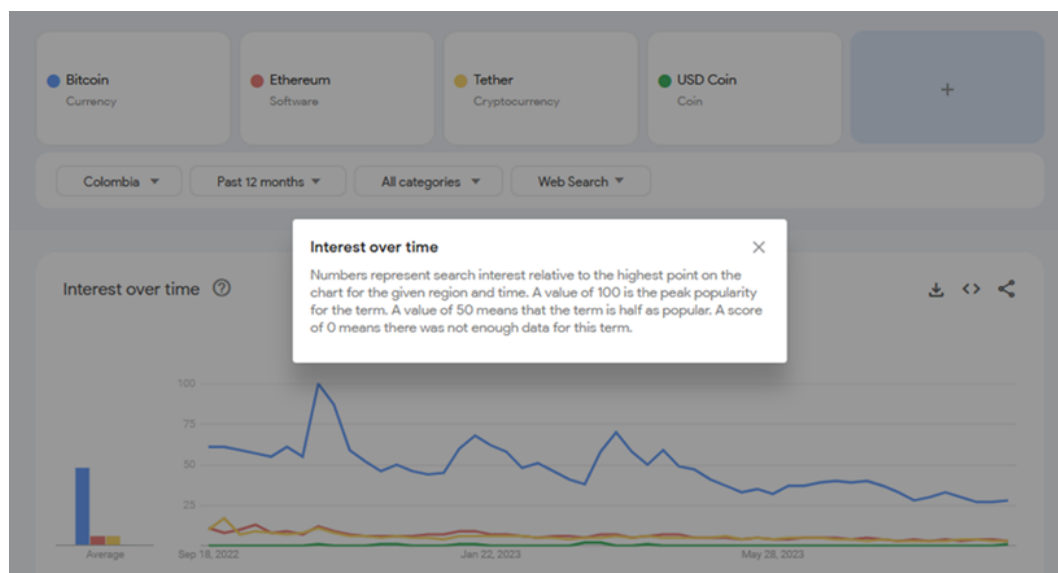 Bitcoin
Currency
Ethereum
Software
Tether
Cryptocurrency
USD Coin
Coin
+
Colombia
Past 12 months
All categories
Web Search
Interest over time
Numbers represent search interest relative to the highest point on the
chart for the given region and time. A value of 100 is the peak popularity
for the term. A value of 50 means that the term is half as popular. A score
of 0 means there was not enough data for this term.
Interest over time
100
75
50
25
Average
Sep 18, 2022
Jan 22, 2023
May 28, 2023